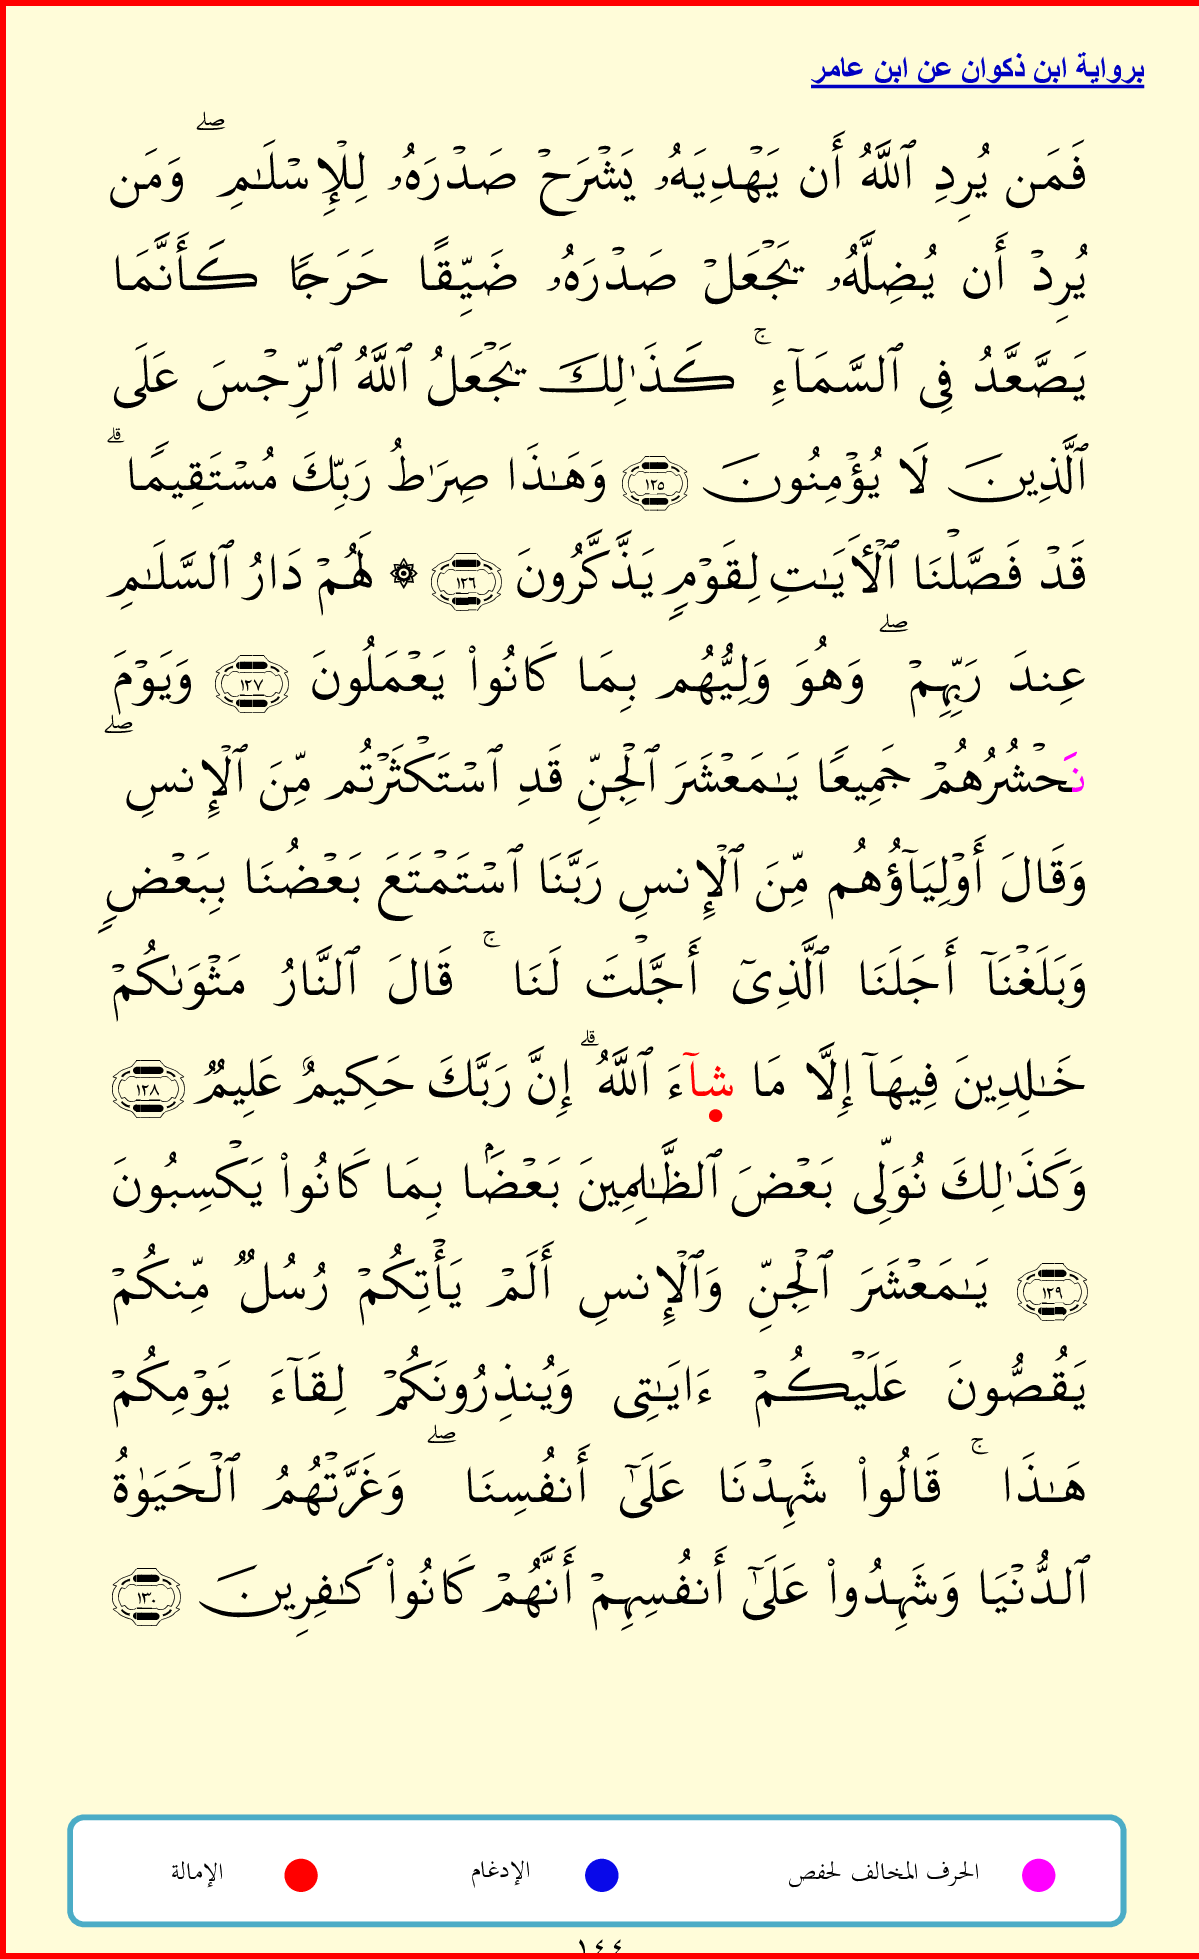 برواية ابن ذكوان عن ابن عامر
فَمَن يُرِدِ ٱللَّهُ أَن يَهْدِيَهُۥ يَشْرَحْ صَدْرَهُۥ لِلْإِسْلَٰمِ ۖ وَمَن
يُرِدْ أَن يُضِلَّهُۥ يَجْعَلْ صَدْرَهُۥ ضَيِّقًا حَرَجًا كَأَنَّمَا
يَصَّعَّدُ فِى ٱلسَّمَآءِ ۚ كَذَٰلِكَ يَجْعَلُ ٱللَّهُ ٱلرِّجْسَ عَلَى
ٱلَّذِينَ لَا يُؤْمِنُونَ ١٢٥ وَهَٰذَا صِرَٰطُ رَبِّكَ مُسْتَقِيمًا ۗ
قَدْ فَصَّلْنَا ٱلْأَيَٰتِ لِقَوْمٍ يَذَّكَّرُونَ ١٢٦ ۞ لَهُمْ دَارُ ٱلسَّلَٰمِ
عِندَ رَبِّهِمْ ۖ وَهُوَ وَلِيُّهُم بِمَا كَانُوا۟ يَعْمَلُونَ ١٢٧ وَيَوْمَ
نَحْشُرُهُمْ جَمِيعًا يَٰمَعْشَرَ ٱلْجِنِّ قَدِ ٱسْتَكْثَرْتُم مِّنَ ٱلْإِنسِ ۖ
وَقَالَ أَوْلِيَآؤُهُم مِّنَ ٱلْإِنسِ رَبَّنَا ٱسْتَمْتَعَ بَعْضُنَا بِبَعْضٍ
وَبَلَغْنَآ أَجَلَنَا ٱلَّذِىٓ أَجَّلْتَ لَنَا ۚ قَالَ ٱلنَّارُ مَثْوَىٰكُمْ
خَٰلِدِينَ فِيهَآ إِلَّا مَا شَآءَ ٱللَّهُ ۗ إِنَّ رَبَّكَ حَكِيمٌ عَلِيمٌ ١٢٨
وَكَذَٰلِكَ نُوَلِّى بَعْضَ ٱلظَّٰلِمِينَ بَعْضًۢا بِمَا كَانُوا۟ يَكْسِبُونَ
١٢٩ يَٰمَعْشَرَ ٱلْجِنِّ وَٱلْإِنسِ أَلَمْ يَأْتِكُمْ رُسُلٌ مِّنكُمْ
يَقُصُّونَ عَلَيْكُمْ ءَايَٰتِى وَيُنذِرُونَكُمْ لِقَآءَ يَوْمِكُمْ
هَٰذَا ۚ قَالُوا۟ شَهِدْنَا عَلَىٰٓ أَنفُسِنَا ۖ وَغَرَّتْهُمُ ٱلْحَيَوٰةُ
ٱلدُّنْيَا وَشَهِدُوا۟ عَلَىٰٓ أَنفُسِهِمْ أَنَّهُمْ كَانُوا۟ كَٰفِرِينَ ١٣٠
الحرف المخالف لحفص الإدغام الإمالة
١٤٤